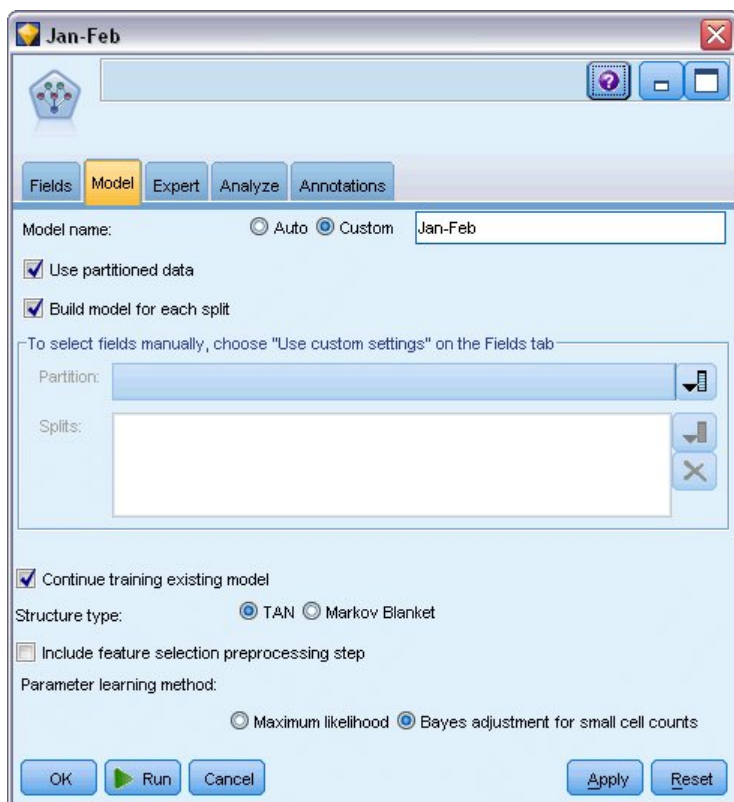 Jan-Feb
Fields Model Expert Analyze Annotations
Model name: Auto Custom Jan-Feb
Use partitioned data
Build model for each split
To select fields manually, choose "Use custom settings" on the Fields tab
Partition:
Splits:
Continue training existing model
Structure type: TAN Markov Blanket
Include feature selection preprocessing step
Parameter learning method:
Maximum likelihood Bayes adjustment for small cell counts
OK Run Cancel Apply Reset